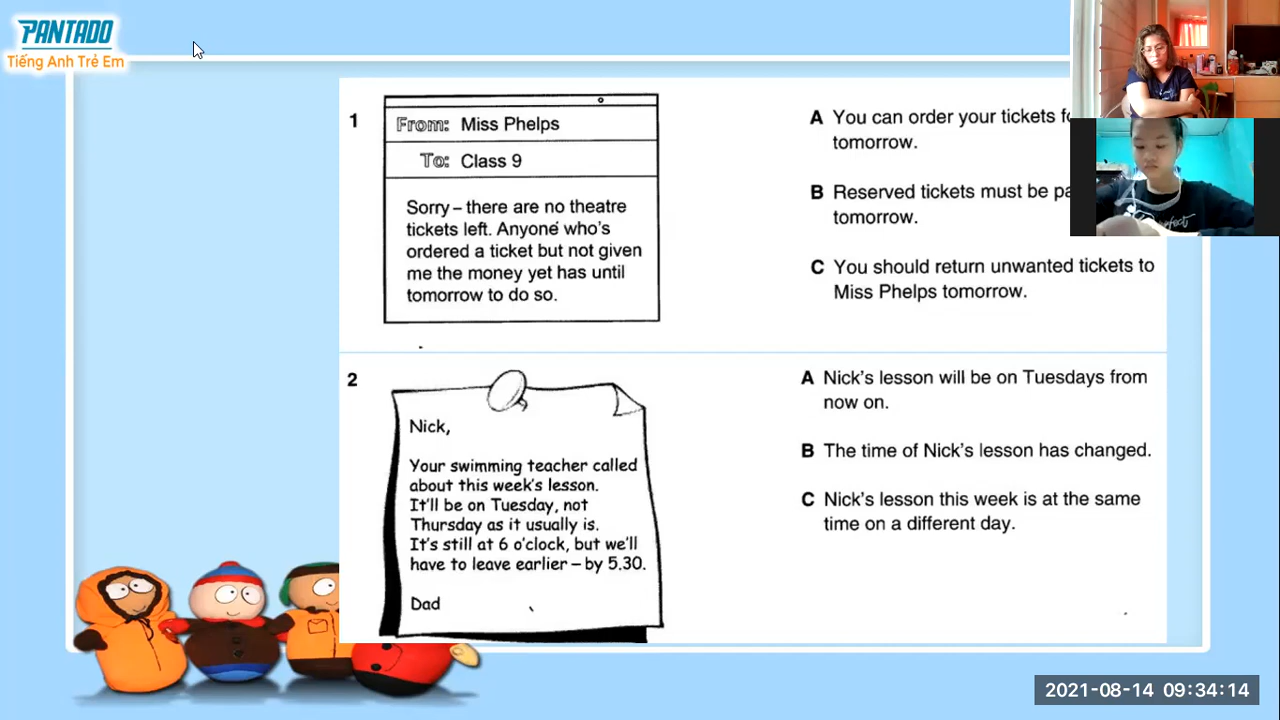 PANTADO
Tiếng Anh Trẻ Em
1
From: Miss Phelps
To: Class 9
Sorry – there are no theatre
tickets left. Anyone who's
ordered a ticket but not given
me the money yet has until
tomorrow to do so.
A You can order your tickets
tomorrow.
B Reserved tickets must be
tomorrow.
C You should return unwanted tickets to
Miss Phelps tomorrow.
2
Nick,
Your swimming teacher called
about this week's lesson.
It'll be on Tuesday, not
Thursday as it usually is.
It's still at 6 o'clock, but we'll
have to leave earlier – by 5.30.
Dad
A Nick's lesson will be on Tuesdays from
now on.
B The time of Nick's lesson has changed.
C Nick's lesson this week is at the same
time on a different day.
2021-08-14 09:34:14